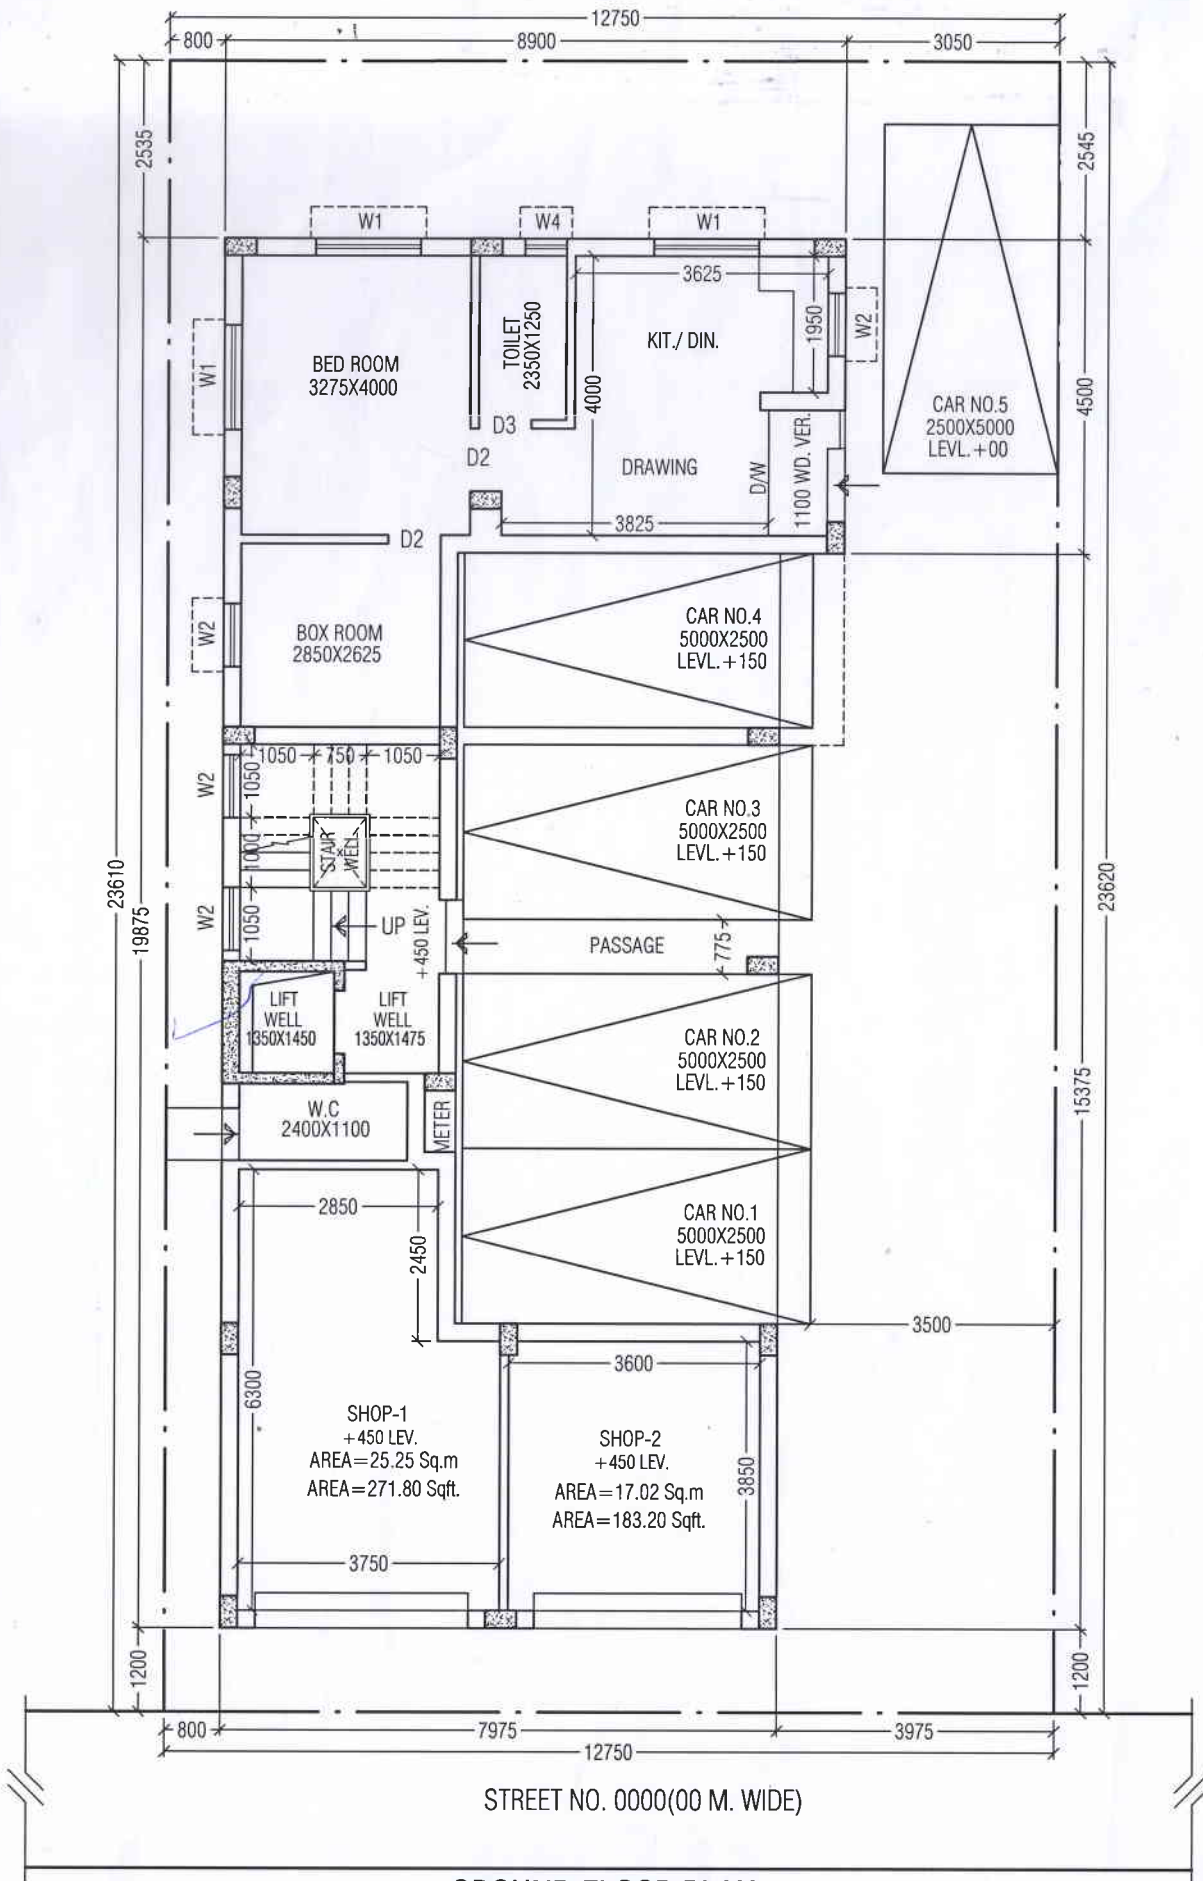 12750
800
8900
3050
2535
2545
W1
W4
W1
3625
TOILET
2350X1250
KIT./ DIN.
1950
W2
W1
BED ROOM
3275X4000
4000
CAR NO.5
2500X5000
LEVL.+00
4500
D3
D2
DRAWING
D/W
1100 WD. VER.
3825
D2
W2
BOX ROOM
2850X2625
CAR NO.4
5000X2500
LEVL.+150
1050
750
1050
W2
1050
1000
STAIR
WELL
CAR NO.3
5000X2500
LEVL.+150
23610
19875
23620
W2
1050
UP
+450 LEV.
PASSAGE
775
LIFT
WELL
1350X1450
LIFT
WELL
1350X1475
CAR NO.2
5000X2500
LEVL.+150
15375
W.C
2400X1100
METER
2850
2450
CAR NO.1
5000X2500
LEVL.+150
3500
3600
6300
SHOP-1
+450 LEV.
AREA=25.25 Sq.m
AREA=271.80 Sqft.
SHOP-2
+450 LEV.
AREA=17.02 Sq.m
AREA=183.20 Sqft.
3850
3750
1200
1200
800
7975
3975
12750
STREET NO. 0000(00 M. WIDE)